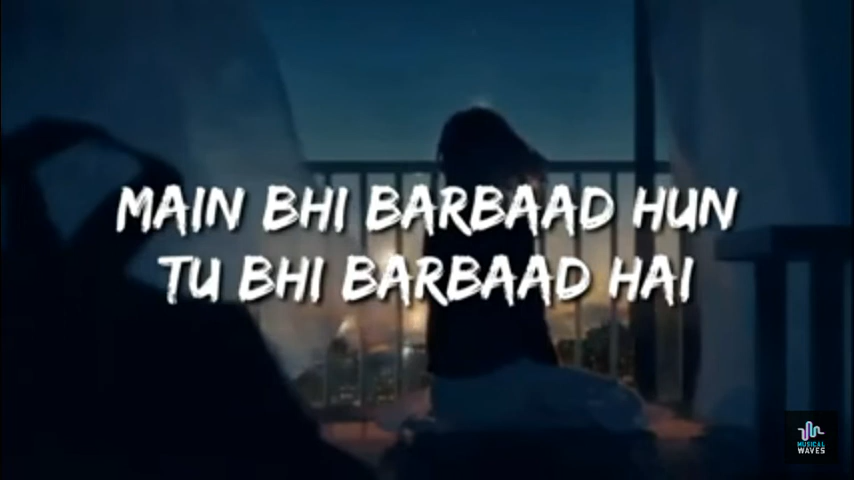 MAIN BHI BARBAAD HUN
TU BHI BARBAAD HAI
MUSICAL
WAVES